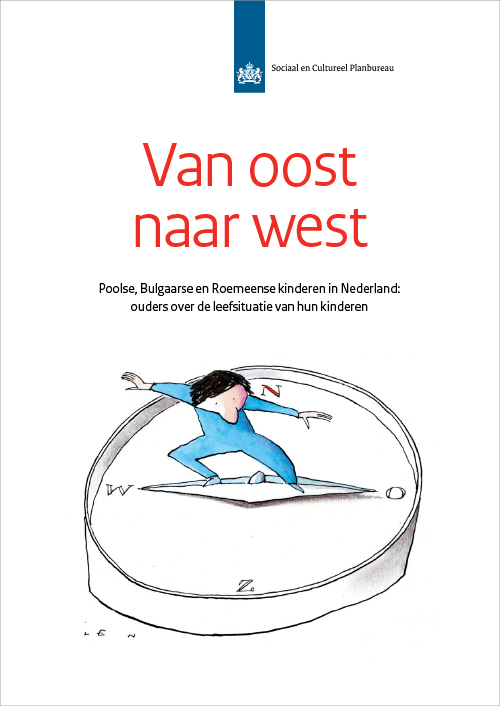 Sociaal en Cultureel Planbureau
Van oost
naar west
Poolse, Bulgaarse en Roemeense kinderen in Nederland:
ouders over de leefsituatie van hun kinderen
N
W
O
Z
LEN